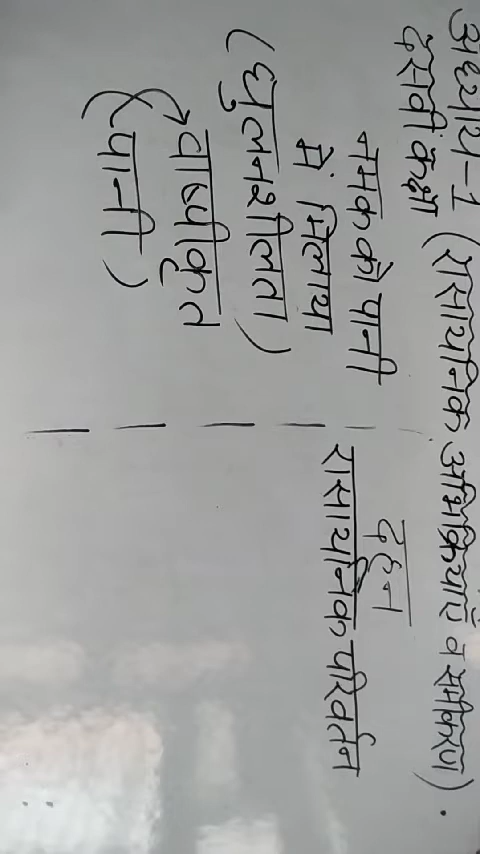 अध्याय-1 (रासायनिक अभिक्रियाएं व समीकरण).
दसवीं कक्षा
नमक को पानी
में मिलाया
(घुलनशीलता)
वाष्पीकृत
(पानी)
दहन
रासायनिक परिवर्तन